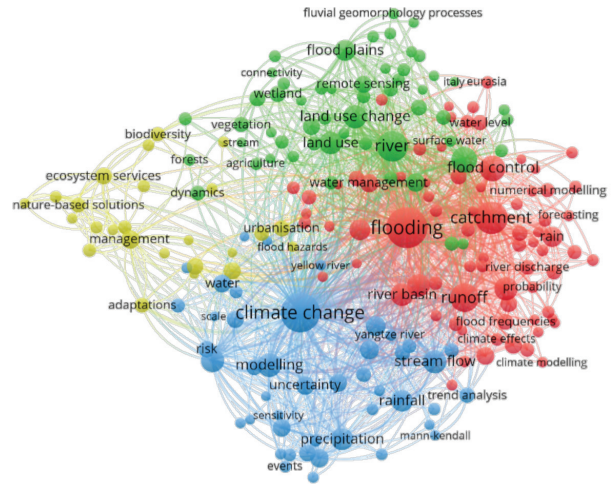 fluvial geomorphology processes
flood plains
connectivity
remote sensing
italy eurasia
wetland
land use change
water level
vegetation
biodiversity
stream
land use
river
surface water
forests
agriculture
flood control
ecosystem services
water management
numerical modelling
dynamics
nature-based solutions
catchment
forecasting
urbanisation
flooding
management
flood hazards
rain
yellow river
river discharge
water
river basin
runoff
probability
adaptations
climate change
scale
flood frequencies
yangtze river
climate effects
risk
modelling
stream flow
climate modelling
uncertainty
rainfall
trend analysis
sensitivity
precipitation
mann-kendall
events